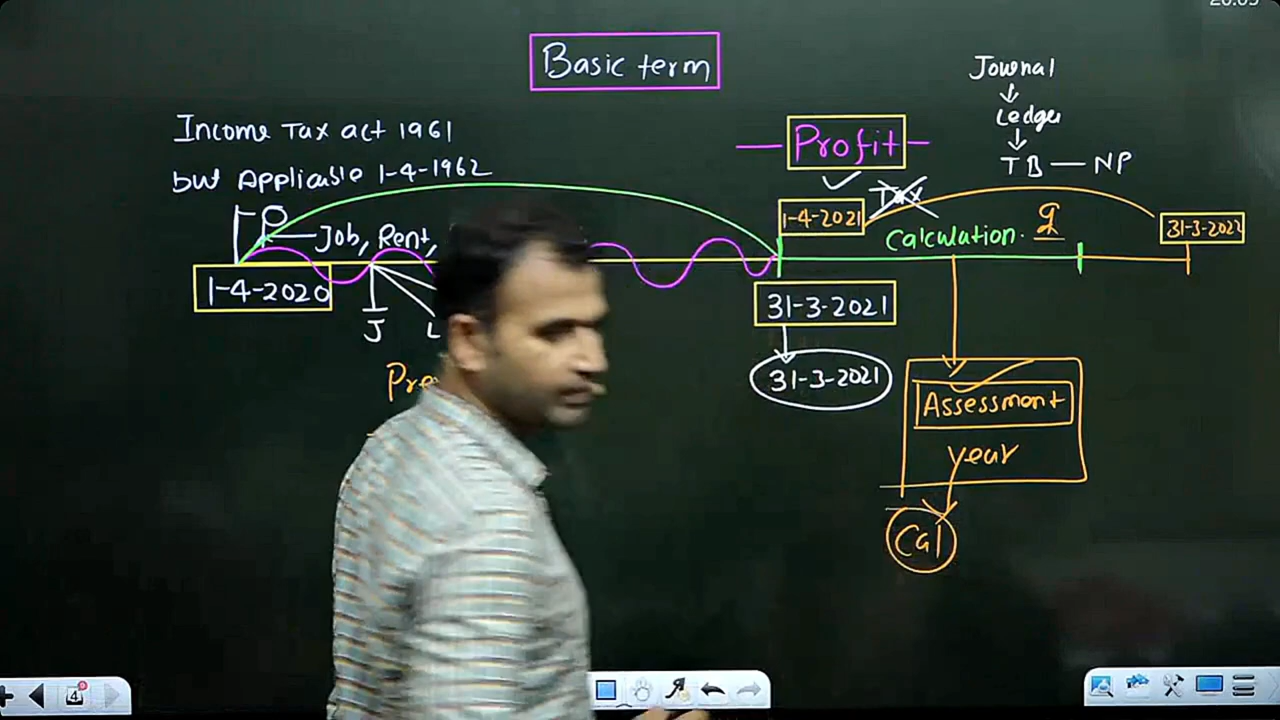 Basic term
Journal
Ledger
TB — NP
Income Tax act 1961
but Applicable 1-4-1962
Profit
Tax
1-4-2021
Calculation.
31-3-2022
Job, Rent,
1-4-2020
J
L
31-3-2021
31-3-2021
Pre
Assessment
year
Cal
4